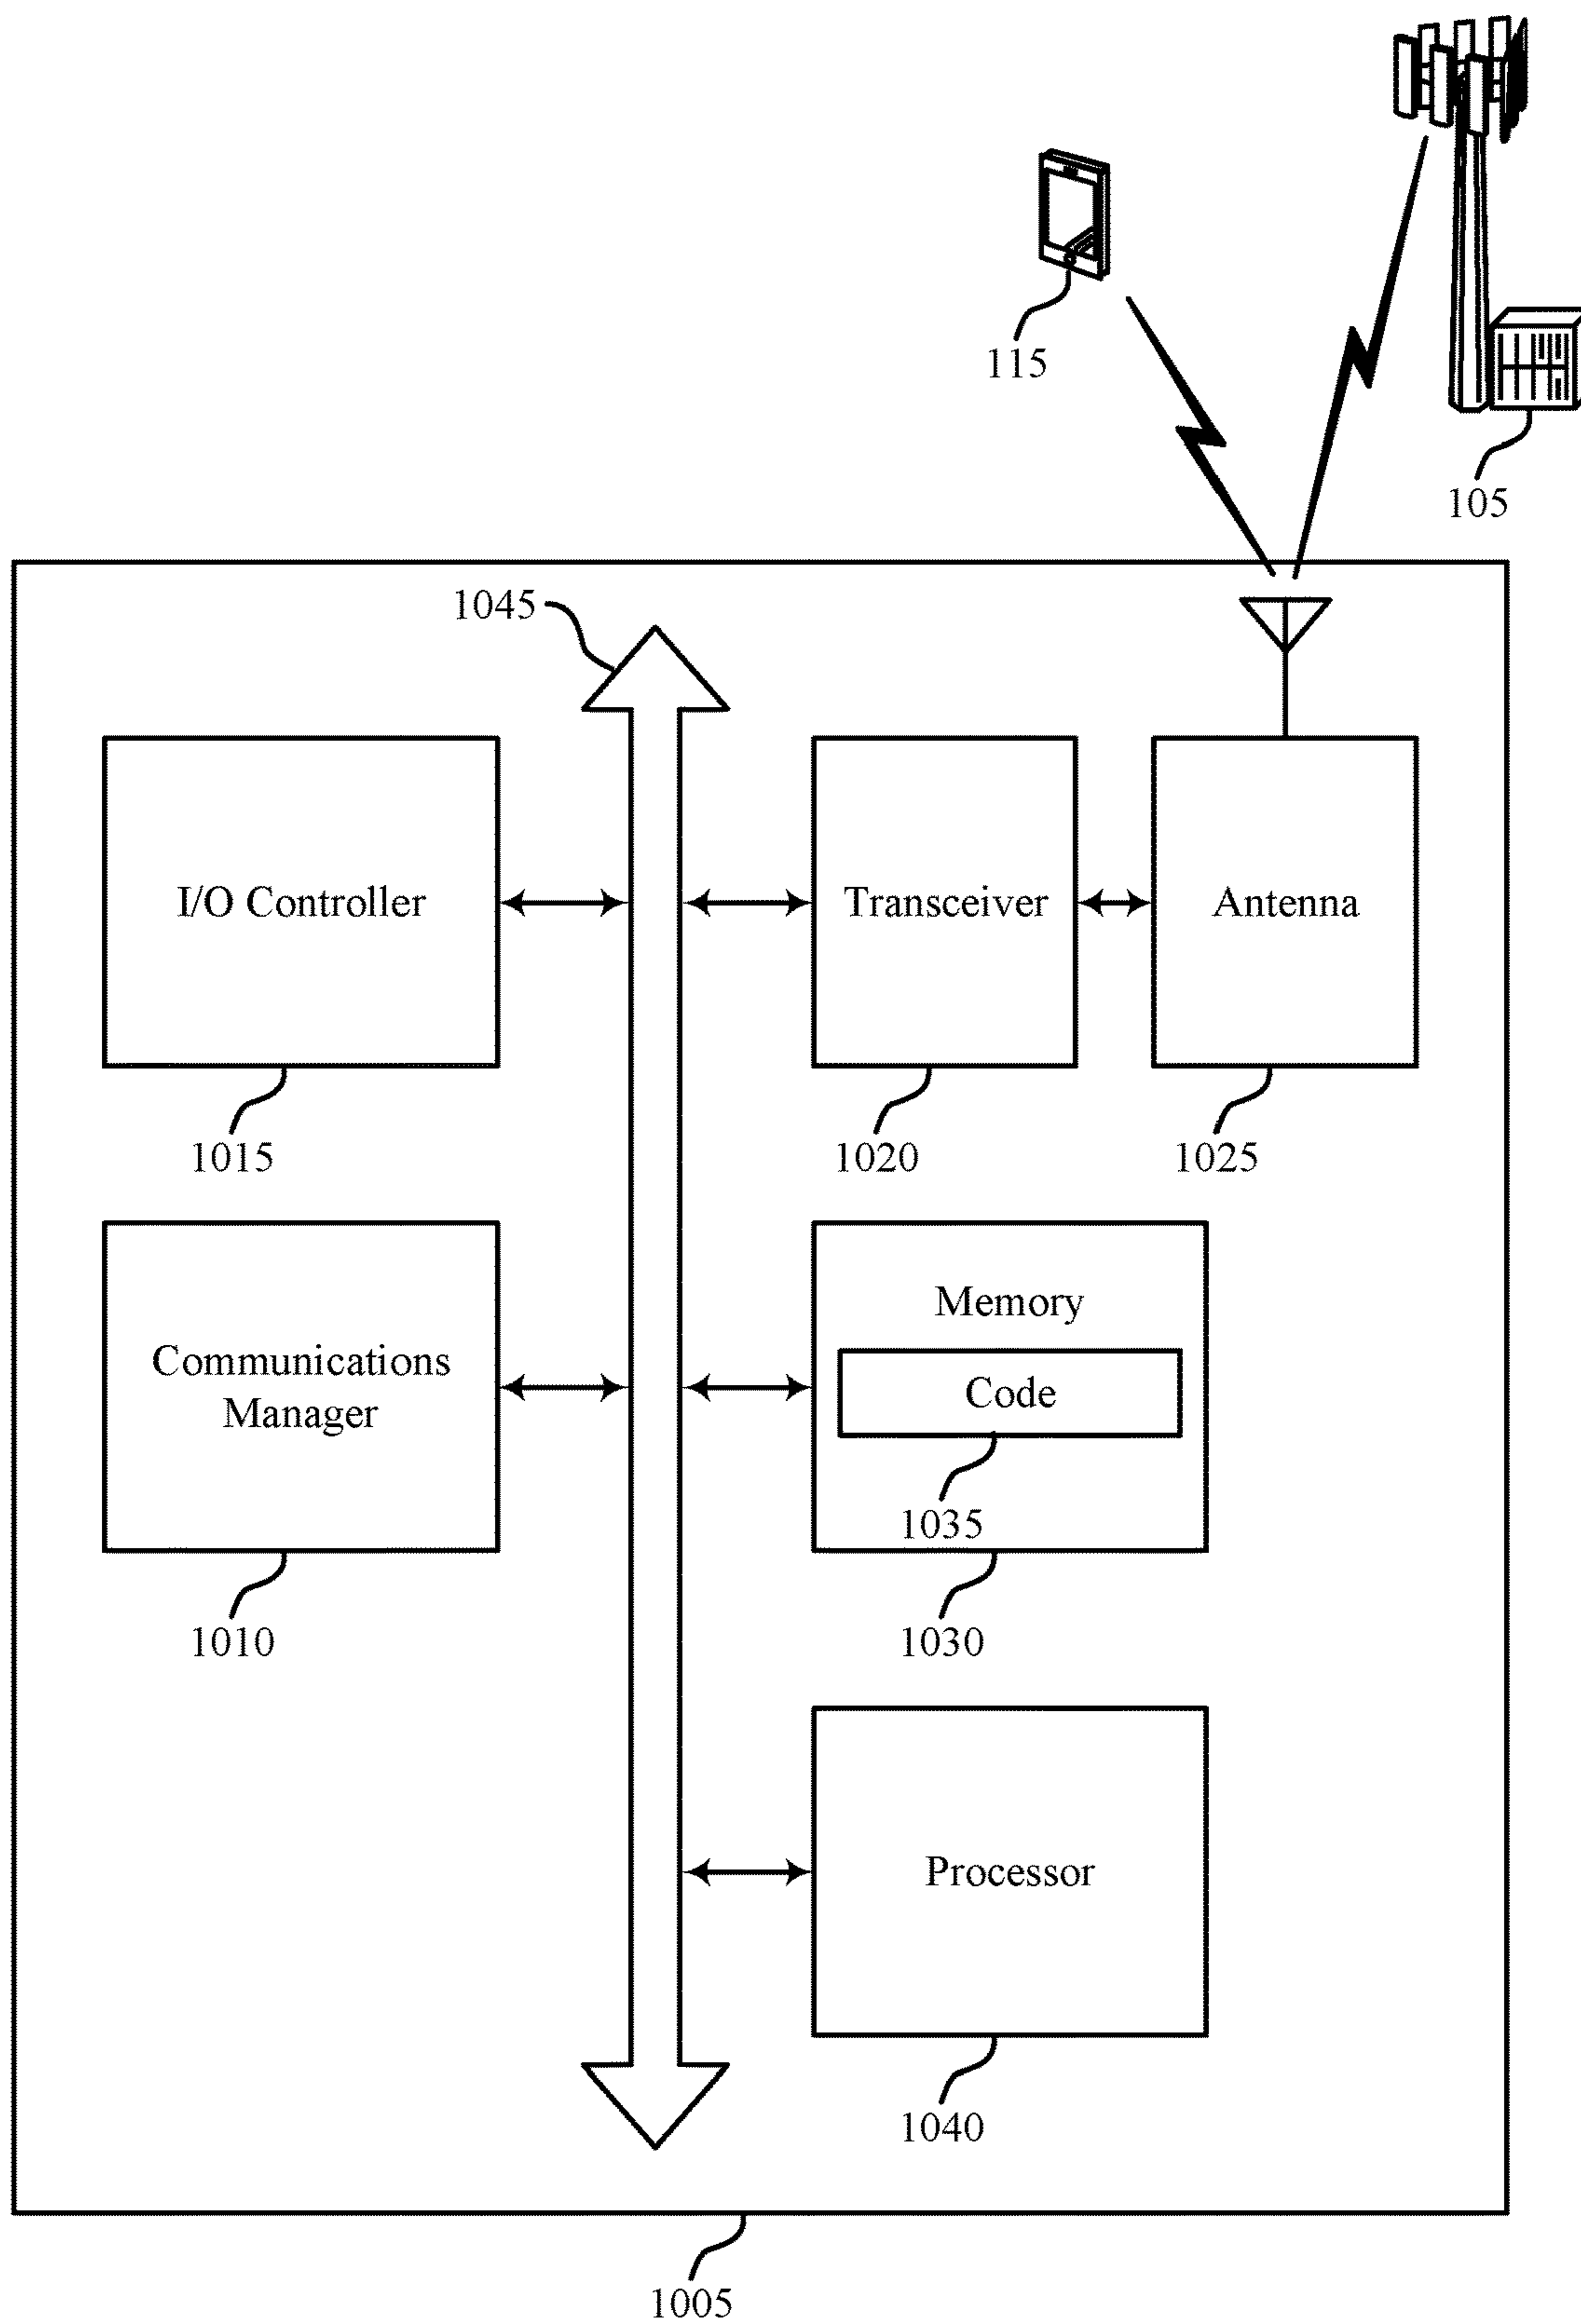 115
105
1045
I/O Controller
Transceiver
Antenna
1015
1020
1025
Communications
Manager
Memory
Code
1035
1010
1030
Processor
1040
1005